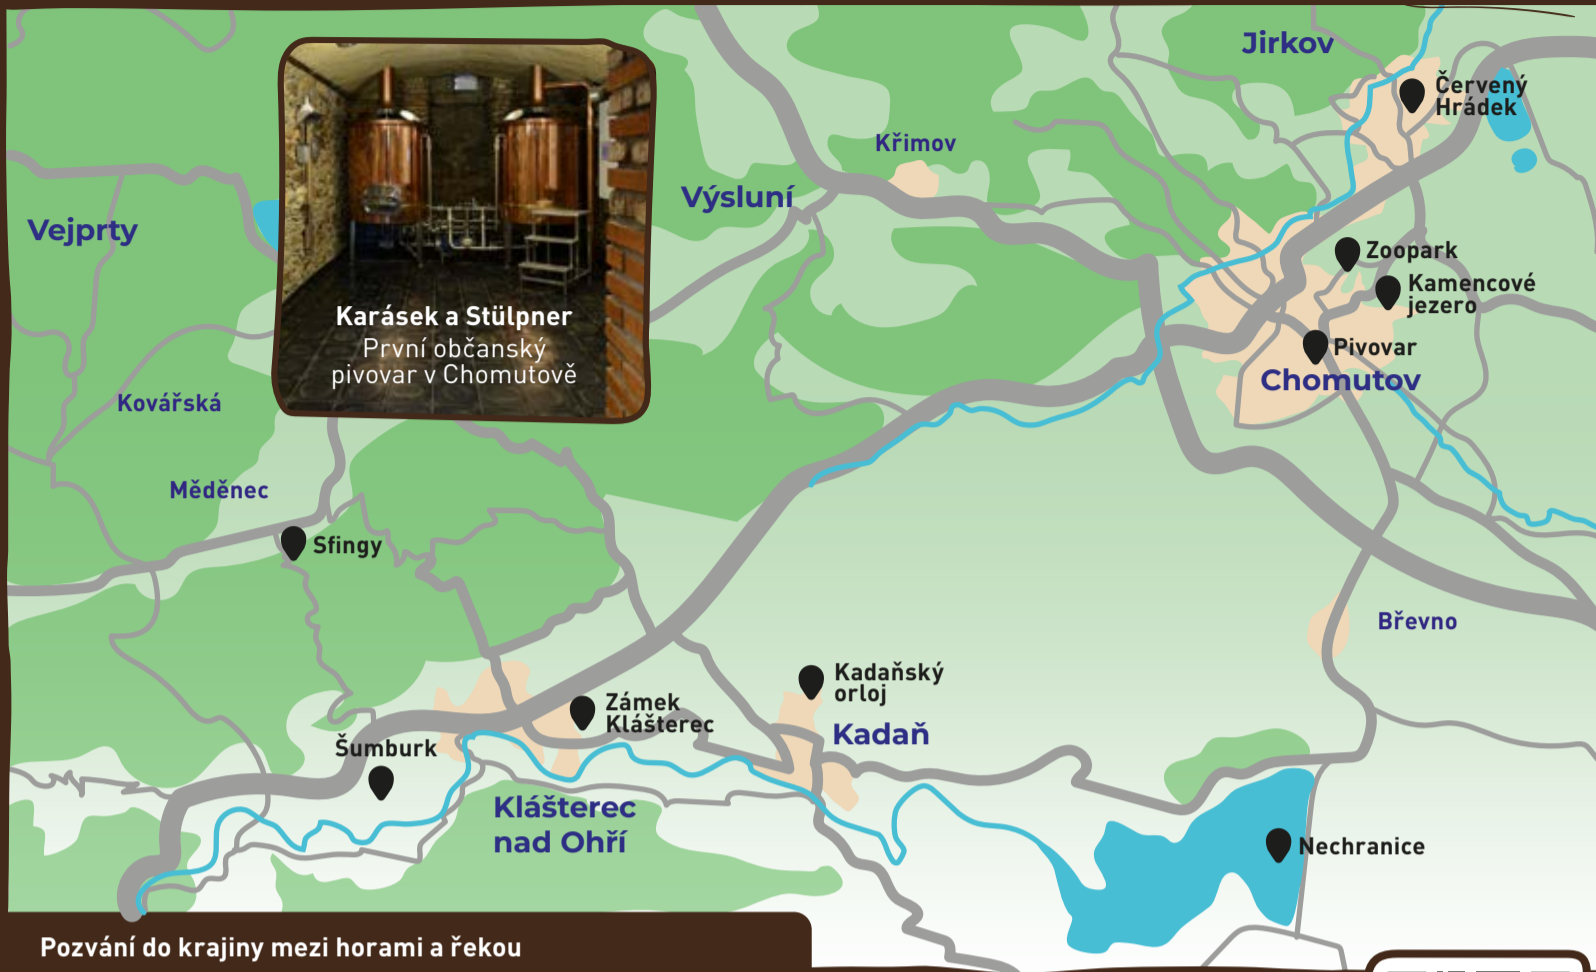 Jirkov
Červený
Hrádek
Křimov
Výsluní
Vejprty
Zoopark
Kamencové
jezero
Karásek a Stülpner
První občanský
pivovar v Chomutově
Pivovar
Chomutov
Kovářská
Měděnec
Sfingy
Břevno
Kadaňský
orloj
Zámek
Klášterec
Kadaň
Šumburk
Klášterec
nad Ohří
Nechranice
Pozvání do krajiny mezi horami a řekou